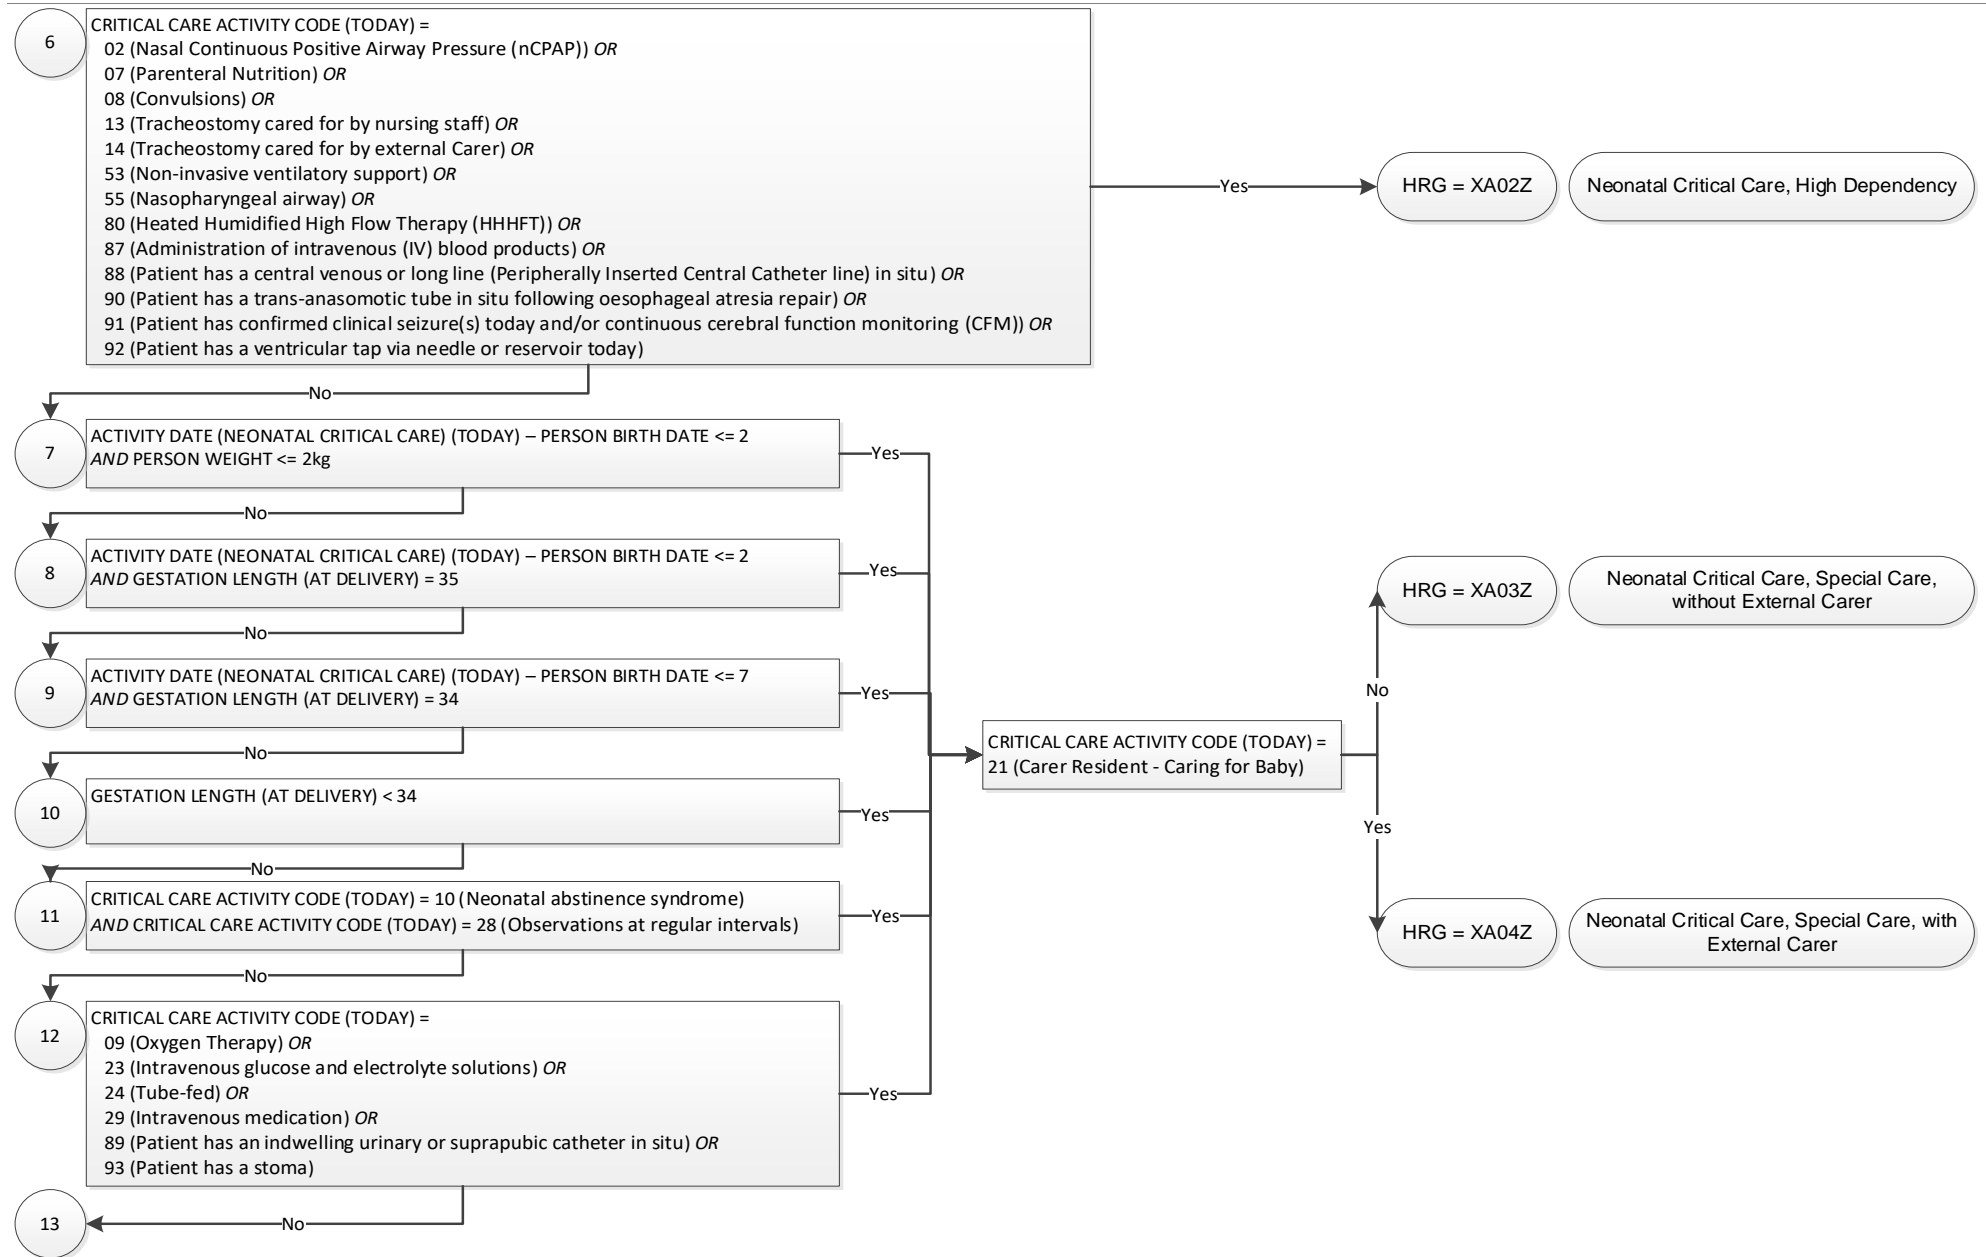 6
CRITICAL CARE ACTIVITY CODE (TODAY) =
02 (Nasal Continuous Positive Airway Pressure (nCPAP)) OR
07 (Parenteral Nutrition) OR
08 (Convulsions) OR
13 (Tracheostomy cared for by nursing staff) OR
14 (Tracheostomy cared for by external Carer) OR
53 (Non-invasive ventilatory support) OR
55 (Nasopharyngeal airway) OR
80 (Heated Humidified High Flow Therapy (HHHFT)) OR
87 (Administration of intravenous (IV) blood products) OR
88 (Patient has a central venous or long line (Peripherally Inserted Central Catheter line) in situ) OR
90 (Patient has a trans-anasomotic tube in situ following oesophageal atresia repair) OR
91 (Patient has confirmed clinical seizure(s) today and/or continuous cerebral function monitoring (CFM)) OR
92 (Patient has a ventricular tap via needle or reservoir today)
Yes
HRG = XA02Z
Neonatal Critical Care, High Dependency
No
7
ACTIVITY DATE (NEONATAL CRITICAL CARE) (TODAY) – PERSON BIRTH DATE <= 2
AND PERSON WEIGHT <= 2kg
Yes
No
8
ACTIVITY DATE (NEONATAL CRITICAL CARE) (TODAY) – PERSON BIRTH DATE <= 2
AND GESTATION LENGTH (AT DELIVERY) = 35
Yes
No
9
ACTIVITY DATE (NEONATAL CRITICAL CARE) (TODAY) – PERSON BIRTH DATE <= 7
AND GESTATION LENGTH (AT DELIVERY) = 34
Yes
No
10
GESTATION LENGTH (AT DELIVERY) < 34
Yes
No
11
CRITICAL CARE ACTIVITY CODE (TODAY) = 10 (Neonatal abstinence syndrome)
AND CRITICAL CARE ACTIVITY CODE (TODAY) = 28 (Observations at regular intervals)
Yes
No
12
CRITICAL CARE ACTIVITY CODE (TODAY) =
09 (Oxygen Therapy) OR
23 (Intravenous glucose and electrolyte solutions) OR
24 (Tube-fed) OR
29 (Intravenous medication) OR
89 (Patient has an indwelling urinary or suprapubic catheter in situ) OR
93 (Patient has a stoma)
Yes
No
13
CRITICAL CARE ACTIVITY CODE (TODAY) =
21 (Carer Resident - Caring for Baby)
No
HRG = XA03Z
Neonatal Critical Care, Special Care,
without External Carer
Yes
HRG = XA04Z
Neonatal Critical Care, Special Care, with
External Carer